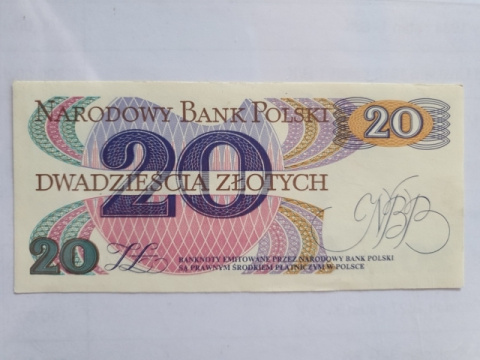 NARODOWY BANK POLSKI
20
20
DWADZIEŚCIA ZŁOTYCH
NBP
20
BANKNOTY EMITOWANE PRZEZ NARODOWY BANK POLSKI
SĄ PRAWNYM ŚRODKIEM PŁATNICZYM W POLSCE